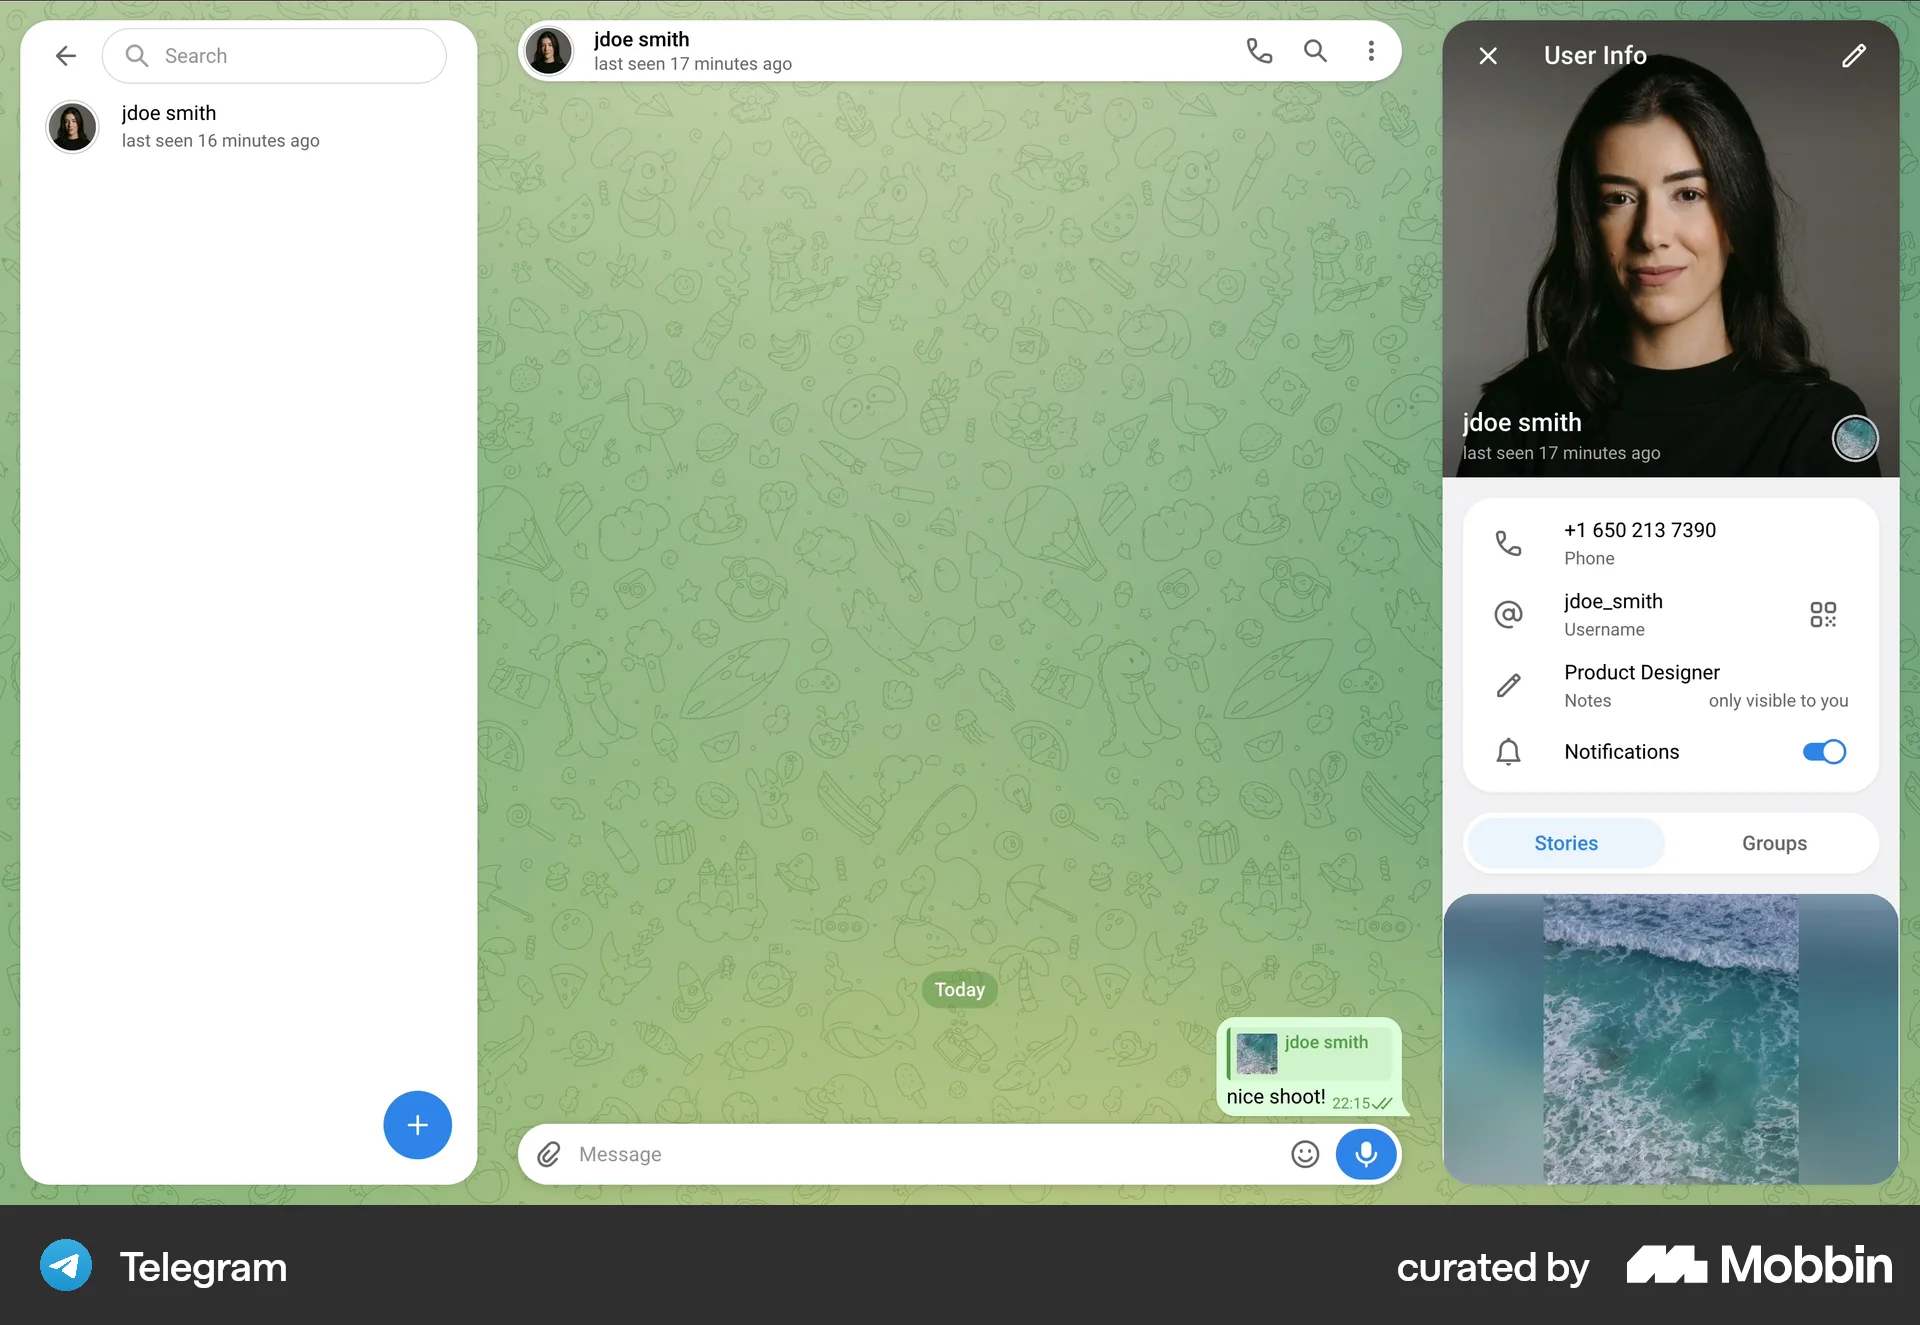 Search
jdoe smith
last seen 16 minutes ago
jdoe smith
last seen 17 minutes ago
Today
jdoe smith
nice shoot! 22:15
Message
User Info
jdoe smith
last seen 17 minutes ago
+1 650 213 7390
Phone
jdoe_smith
Username
Product Designer
Notes only visible to you
Notifications
Stories Groups
Telegram
curated by Mobbin